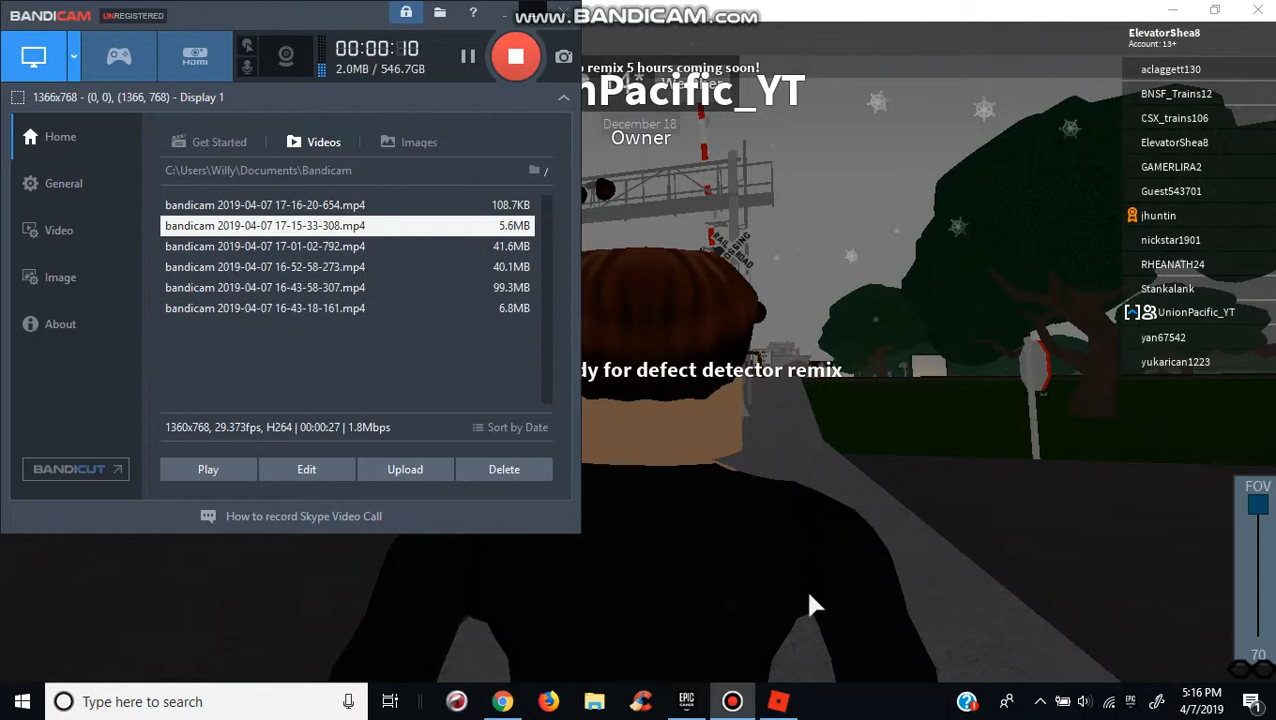 BANDICAM UNREGISTERED
www.BANDICAM.com
00:00:10
2.0MB / 546.7GB
HDMI
1366x768 - (0, 0), (1366, 768) - Display 1
Home
General
Video
Image
About
Get Started
Videos
Images
C:\Users\Willy\Documents\Bandicam
bandicam 2019-04-07 17-16-20-654.mp4 108.7KB
bandicam 2019-04-07 17-15-33-308.mp4 5.6MB
bandicam 2019-04-07 17-01-02-792.mp4 41.6MB
bandicam 2019-04-07 16-52-58-273.mp4 40.1MB
bandicam 2019-04-07 16-43-58-307.mp4 99.3MB
bandicam 2019-04-07 16-43-18-161.mp4 6.8MB
1360x768, 29.373fps, H264 | 00:00:27 | 1.8Mbps
Sort by Date
BANDICUT
Play
Edit
Upload
Delete
How to record Skype Video Call
remix 5 hours coming soon!
nPacific_YT
December 18
Owner
RAILROAD
dy for defect detector remix
ElevatorShea8
Account: 13+
aclaggett130
BNSF_Trains12
CSX_trains106
ElevatorShea8
GAMERLIRA2
Guest543701
jhuntin
nickstar1901
RHEANATH24
Stankalank
UnionPacific_YT
yan67542
yukarican1223
FOV
70
Type here to search
EPIC GAMES
5:16 PM
4/7/2019